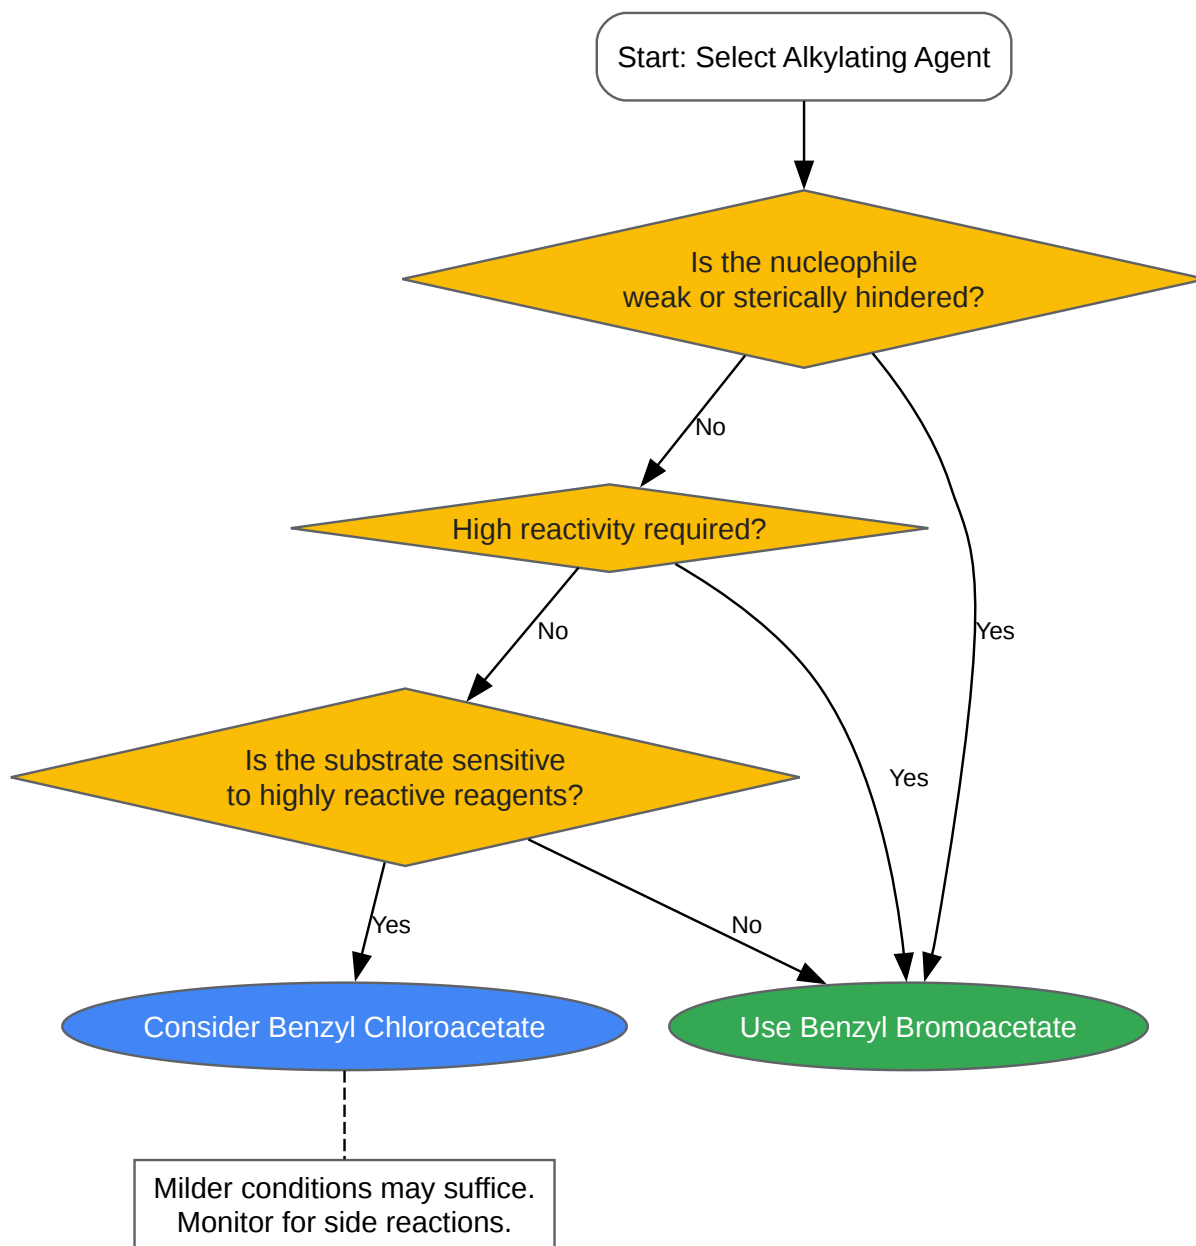 Start: Select Alkylating Agent
Is the nucleophile
weak or sterically hindered?
No
High reactivity required?
No
Yes
Is the substrate sensitive
to highly reactive reagents?
Yes
Yes
No
Consider Benzyl Chloroacetate
Use Benzyl Bromoacetate
Milder conditions may suffice.
Monitor for side reactions.